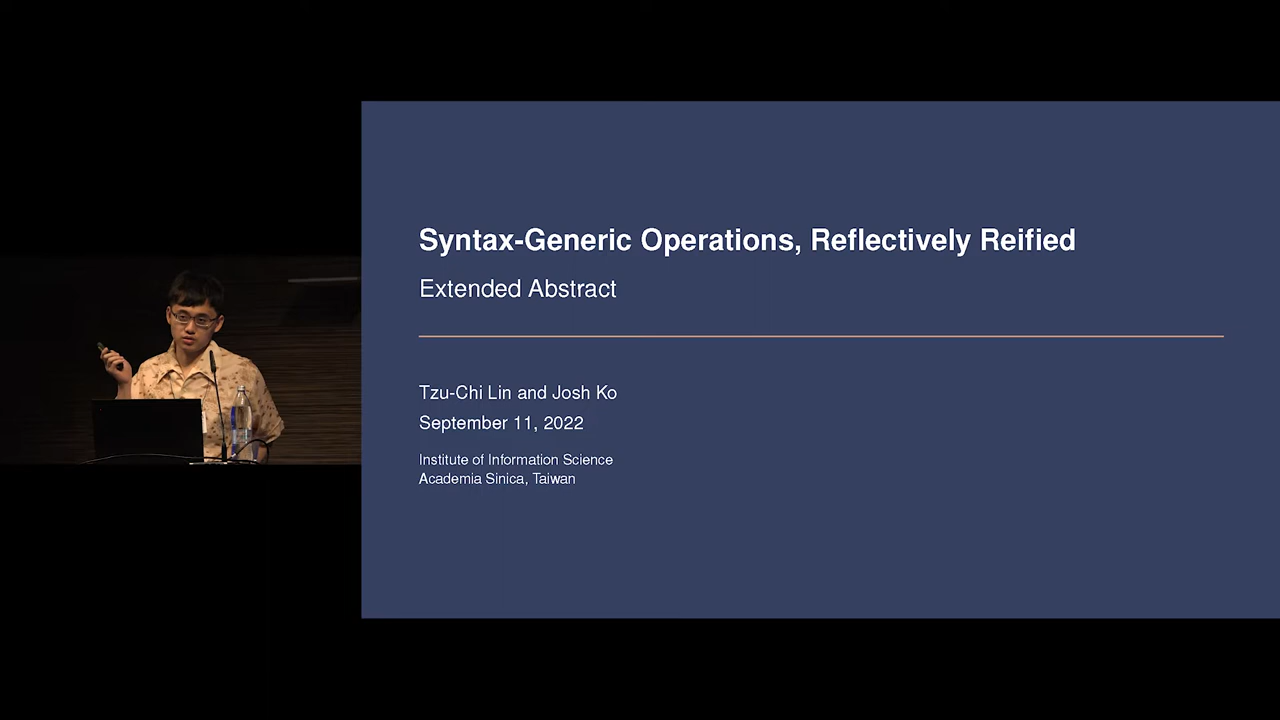 Syntax-Generic Operations, Reflectively Reified
Extended Abstract
Tzu-Chi Lin and Josh Ko
September 11, 2022
Institute of Information Science
Academia Sinica, Taiwan